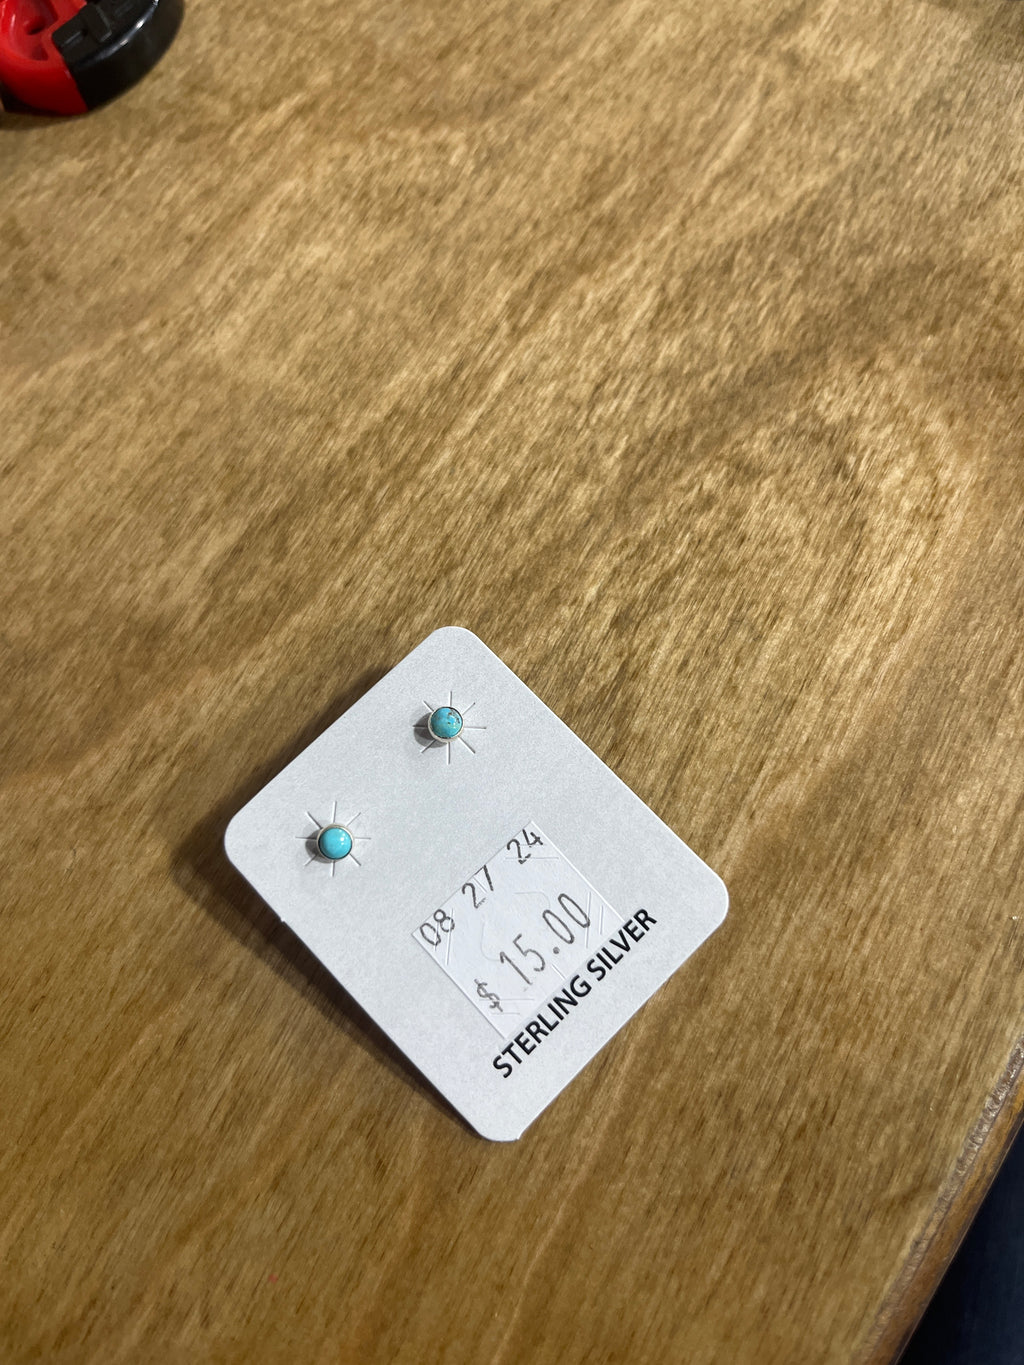 08 27 24
$ 15.00
STERLING SILVER